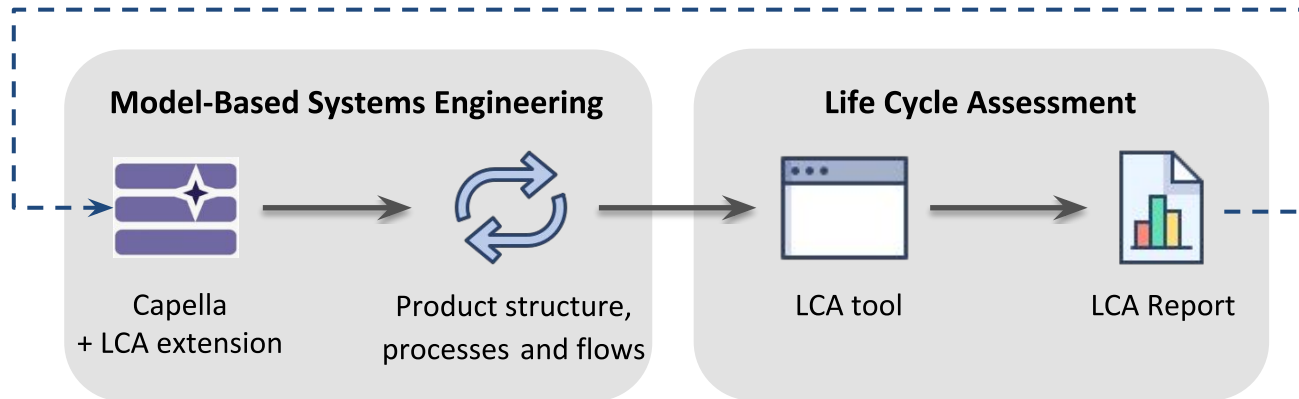 Model-Based Systems Engineering
Life Cycle Assessment
Capella
+ LCA extension
Product structure,
processes and flows
LCA tool
LCA Report